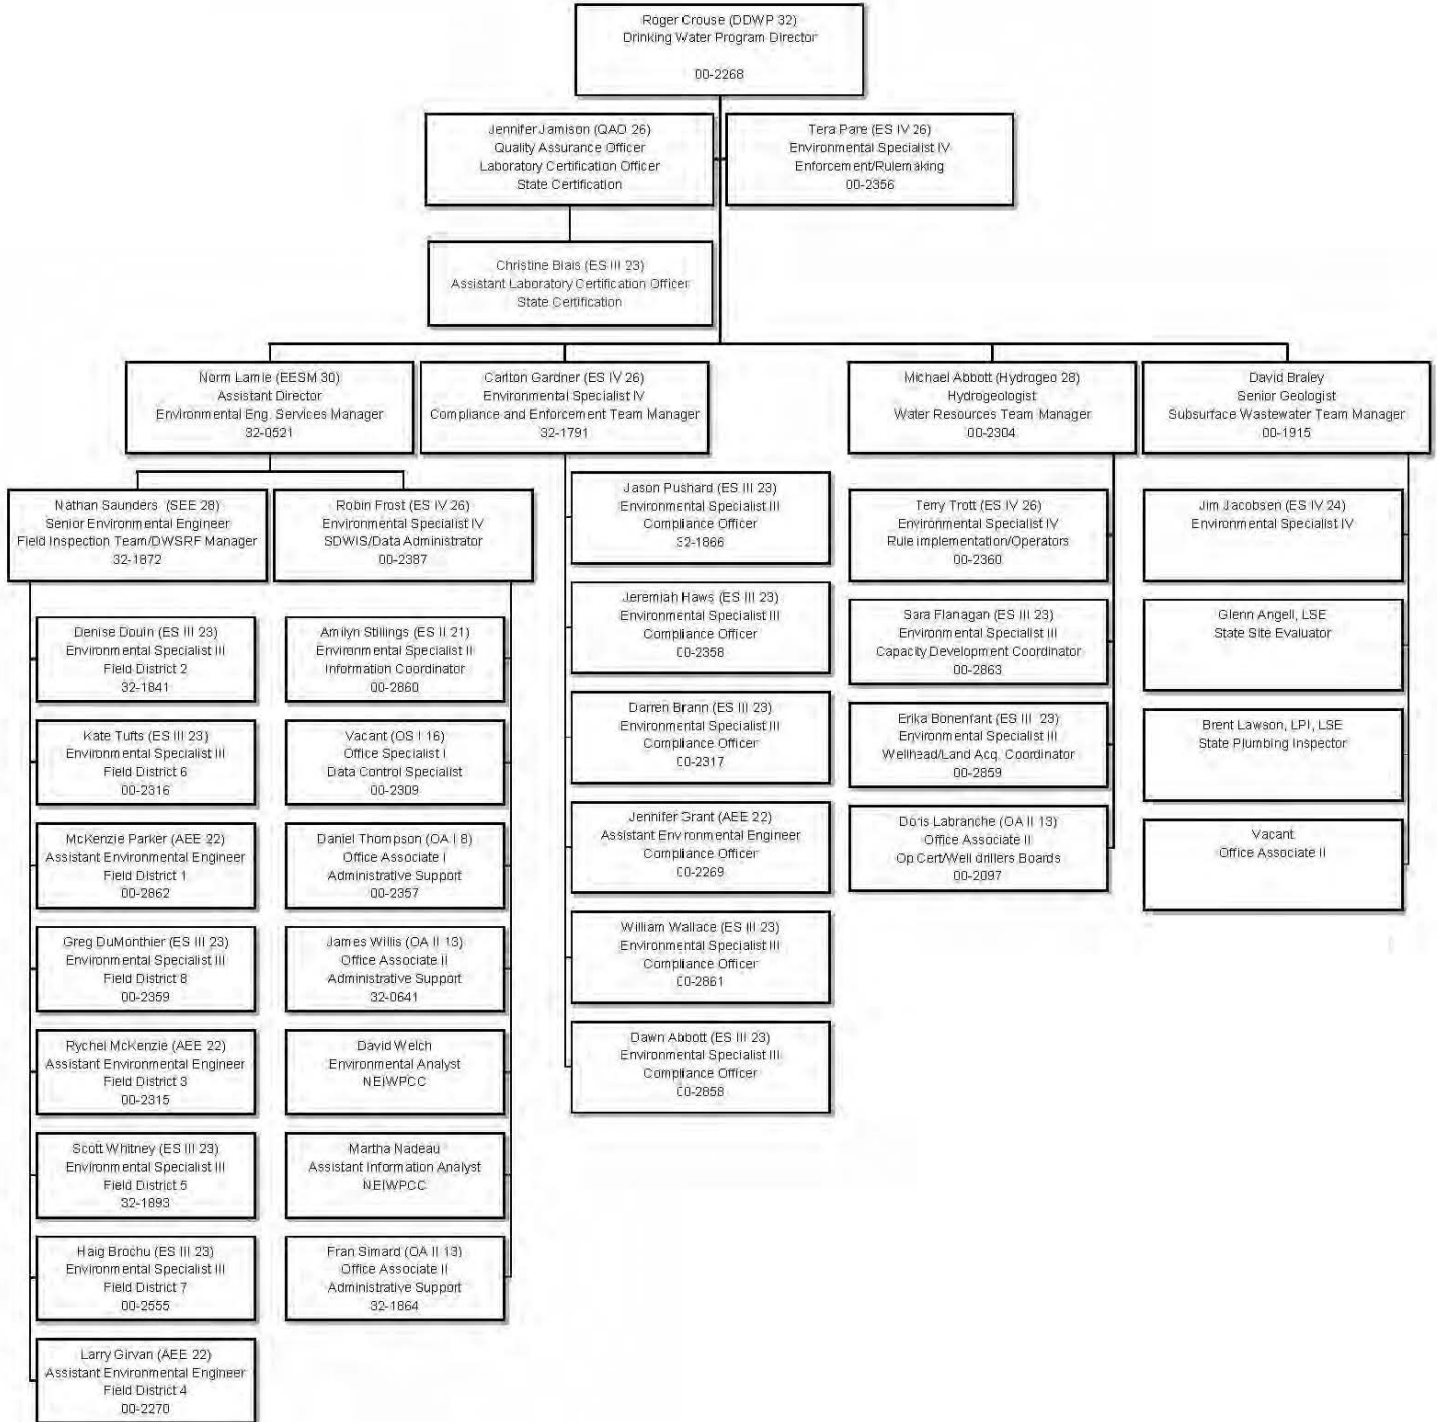 Roger Crouse (DDWP 32)
Drinking Water Program Director
00-2268
Jennifer Jamison (QAO 26)
Quality Assurance Officer
Laboratory Certification Officer
State Certification
Tera Pare (ES IV 26)
Environmental Specialist IV
Enforcement/Rulemaking
00-2356
Christine Blais (ES III 23)
Assistant Laboratory Certification Officer
State Certification
Norm Lamie (EESM 30)
Assistant Director
Environmental Eng. Services Manager
32-0521
Carlton Gardner (ES IV 26)
Environmental Specialist IV
Compliance and Enforcement Team Manager
32-1791
Michael Abbott (Hydrogeo 28)
Hydrogeologist
Water Resources Team Manager
00-2304
David Braley
Senior Geologist
Subsurface Wastewater Team Manager
00-1915
Nathan Saunders (SEE 28)
Senior Environmental Engineer
Field Inspection Team/DWSRF Manager
32-1872
Robin Frost (ES IV 26)
Environmental Specialist IV
SDWIS/Data Administrator
00-2387
Denise Douin (ES III 23)
Environmental Specialist III
Field District 2
32-1841
Kate Tufts (ES III 23)
Environmental Specialist III
Field District 6
00-2316
McKenzie Parker (AEE 22)
Assistant Environmental Engineer
Field District 1
00-2862
Greg DuMonthier (ES III 23)
Environmental Specialist III
Field District 8
00-2359
Rychel McKenzie (AEE 22)
Assistant Environmental Engineer
Field District 3
00-2315
Scott Whitney (ES III 23)
Environmental Specialist III
Field District 5
32-1893
Haig Brochu (ES III 23)
Environmental Specialist III
Field District 7
00-2555
Larry Girvan (AEE 22)
Assistant Environmental Engineer
Field District 4
00-2270
Amilyn Stillings (ES II 21)
Environmental Specialist II
Information Coordinator
00-2860
Vacant (OS I 16)
Office Specialist I
Data Control Specialist
00-2309
Daniel Thompson (OA I 8)
Office Associate I
Administrative Support
00-2357
James Willis (OA II 13)
Office Associate II
Administrative Support
32-0641
David Welch
Environmental Analyst
NEIWPCC
Martha Nadeau
Assistant Information Analyst
NEIWPCC
Fran Simard (OA II 13)
Office Associate II
Administrative Support
32-1864
Jason Pushard (ES III 23)
Environmental Specialist III
Compliance Officer
32-1866
Jeremiah Haws (ES III 23)
Environmental Specialist III
Compliance Officer
00-2358
Darren Brann (ES III 23)
Environmental Specialist III
Compliance Officer
00-2317
Jennifer Grant (AEE 22)
Assistant Environmental Engineer
Compliance Officer
00-2269
William Wallace (ES III 23)
Environmental Specialist III
Compliance Officer
00-2861
Dawn Abbott (ES III 23)
Environmental Specialist III
Compliance Officer
00-2858
Terry Trott (ES IV 26)
Environmental Specialist IV
Rule implementation/Operators
00-2360
Sara Flanagan (ES III 23)
Environmental Specialist III
Capacity Development Coordinator
00-2863
Erika Bonenfant (ES III 23)
Environmental Specialist III
Wellhead/Land Acq. Coordinator
00-2859
Doris Labranche (OA II 13)
Office Associate II
Op Cert/Well drillers Boards
00-2097
Jim Jacobsen (ES IV 24)
Environmental Specialist IV
Glenn Angell, LSE
State Site Evaluator
Brent Lawson, LPI, LSE
State Plumbing Inspector
Vacant
Office Associate II